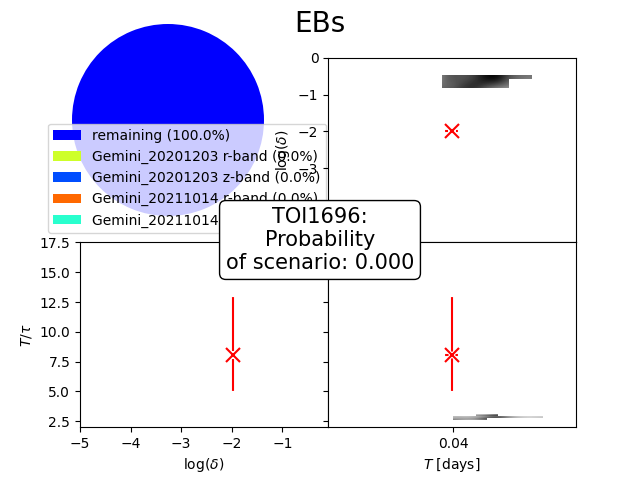 EBs
remaining (100.0%)
Gemini_20201203 r-band (0.0%)
Gemini_20201203 z-band (0.0%)
Gemini_20211014 r-band (0.0%)
Gemini_20211014
0
−1
−2
−3
log(δ)
TOI1696:
Probability
of scenario: 0.000
17.5
15.0
12.5
10.0
7.5
5.0
2.5
T/τ
−5
−4
−3
−2
−1
log(δ)
0.04
T [days]